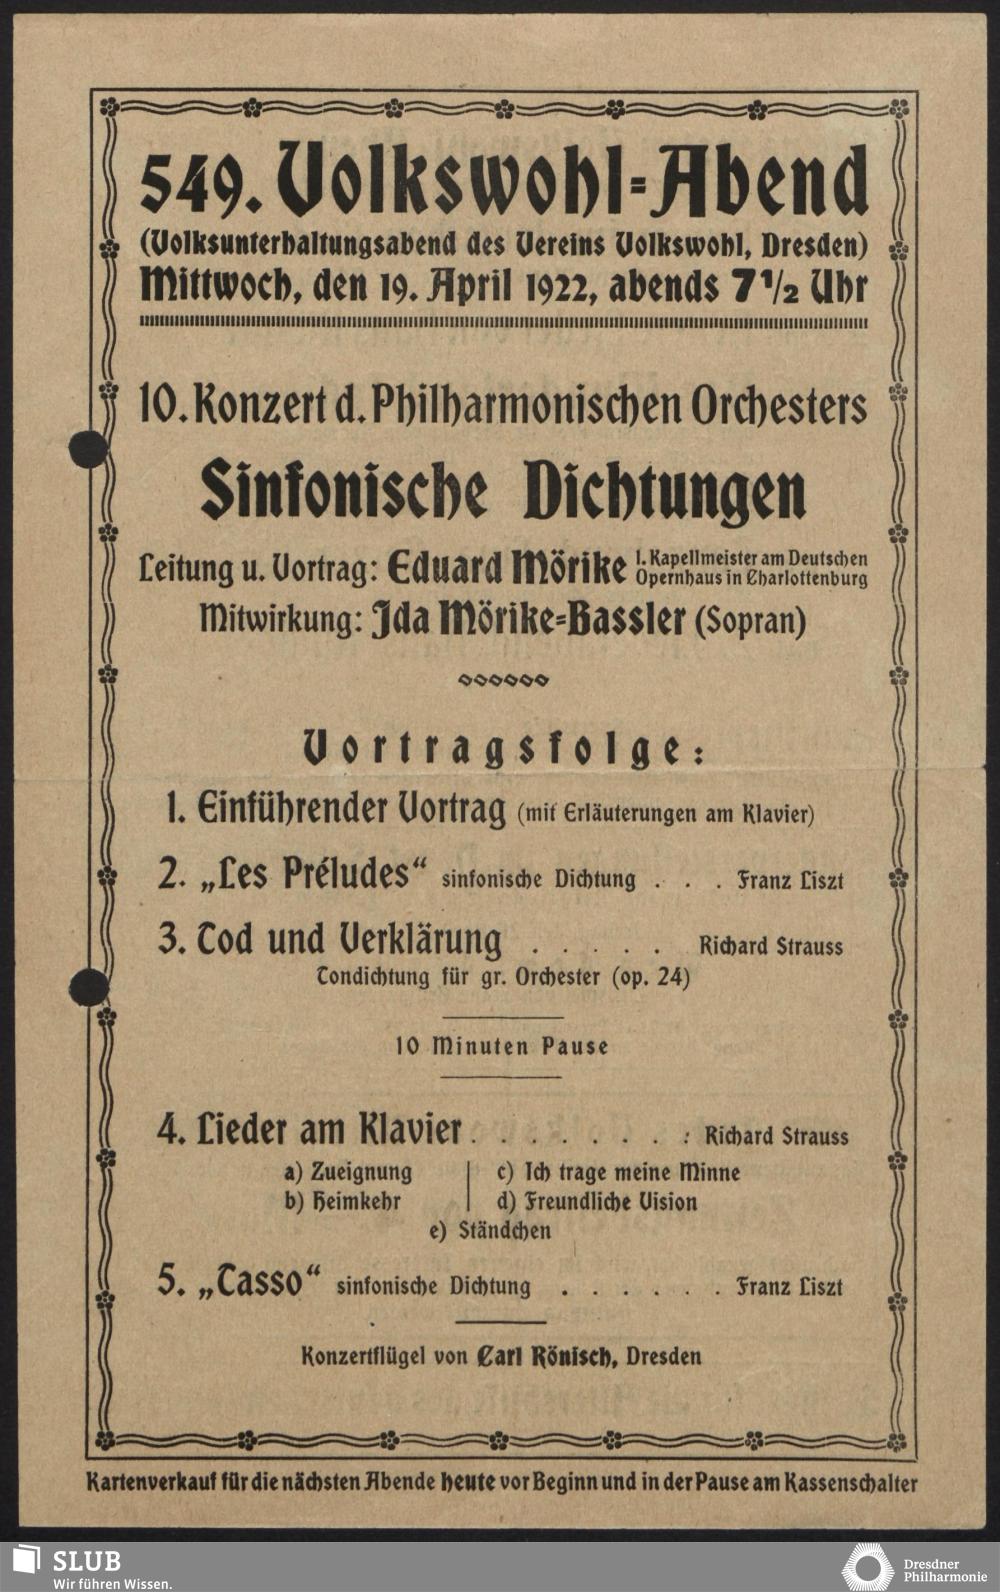 549. Volkswohl-Abend
(Volksunterhaltungsabend des Vereins Volkswohl, Dresden)
Mittwoch, den 19. April 1922, abends 7 1/2 Uhr
10. Konzert d. Philharmonischen Orchesters
Sinfonische Dichtungen
Leitung u. Vortrag: Eduard Mörike I. Kapellmeister am Deutschen
Opernhaus in Charlottenburg
Mitwirkung: Ida Mörike-Bassler (Sopran)
Vortragsfolge:
1. Einführender Vortrag (mit Erläuterungen am Klavier)
2. „Les Préludes“ sinfonische Dichtung . . . Franz Liszt
3. Tod und Verklärung . . . . . Richard Strauss
Tondichtung für gr. Orchester (op. 24)
10 Minuten Pause
4. Lieder am Klavier . . . . . . . : Richard Strauss
a) Zueignung | c) Ich trage meine Minne
b) Heimkehr | d) Freundliche Vision
e) Ständchen
5. „Tasso“ sinfonische Dichtung . . . . . . Franz Liszt
Konzertflügel von Carl Rönisch, Dresden
Kartenverkauf für die nächsten Abende heute vor Beginn und in der Pause am Kassenschalter
SLUB
Wir führen Wissen.
Dresdner
Philharmonie